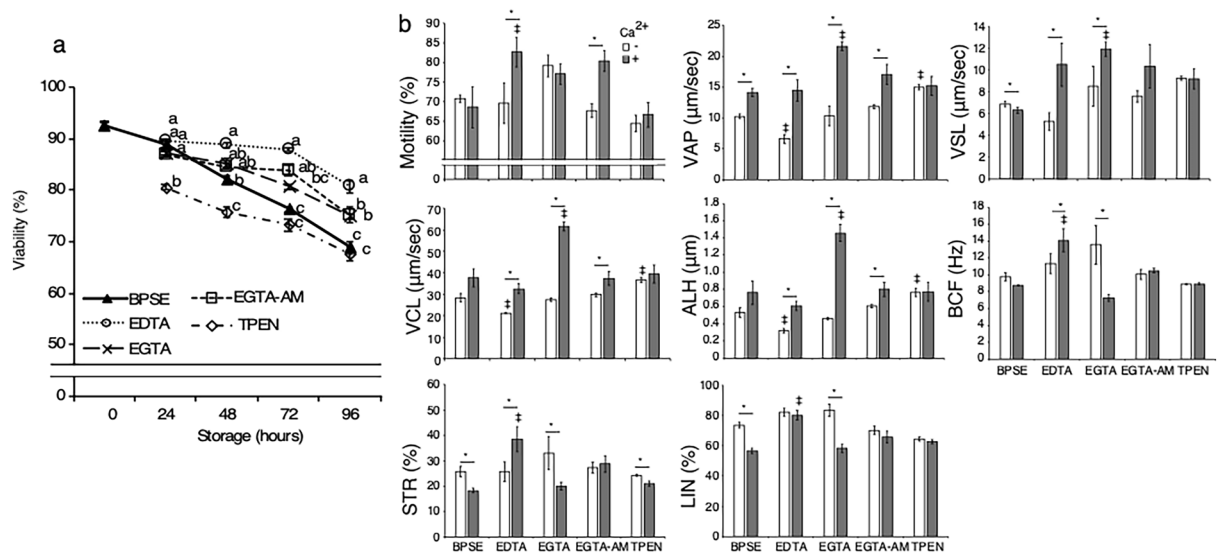 a
Viability (%)
100
90
80
70
60
50
0
a
a
a
a
b
a
ab
ab
b
c
a
ab
bc
c
c
a
b
b
c
c
BPSE
EDTA
EGTA
EGTA-AM
TPEN
0 24 48 72 96
Storage (hours)
b
Ca2+
-
+
Motility (%)
90
85
80
75
70
65
60
* ‡ *
VAP (µm/sec)
25
20
15
10
5
0
* * ‡ * ‡ * ‡
VSL (µm/sec)
14
12
10
8
6
4
2
0
* * * ‡
VCL (µm/sec)
70
60
50
40
30
20
10
0
‡ * * ‡ * ‡
ALH (µm)
1.8
1.6
1.4
1.2
1.0
0.8
0.6
0.4
0.2
0
‡ * * ‡ * ‡
BCF (Hz)
18
16
14
12
10
8
6
4
2
0
* ‡ *
BPSE EDTA EGTA EGTA-AM TPEN
STR (%)
60
50
40
30
20
10
0
* * ‡ * *
BPSE EDTA EGTA EGTA-AM TPEN
LIN (%)
100
80
60
40
20
0
* ‡ *
BPSE EDTA EGTA EGTA-AM TPEN